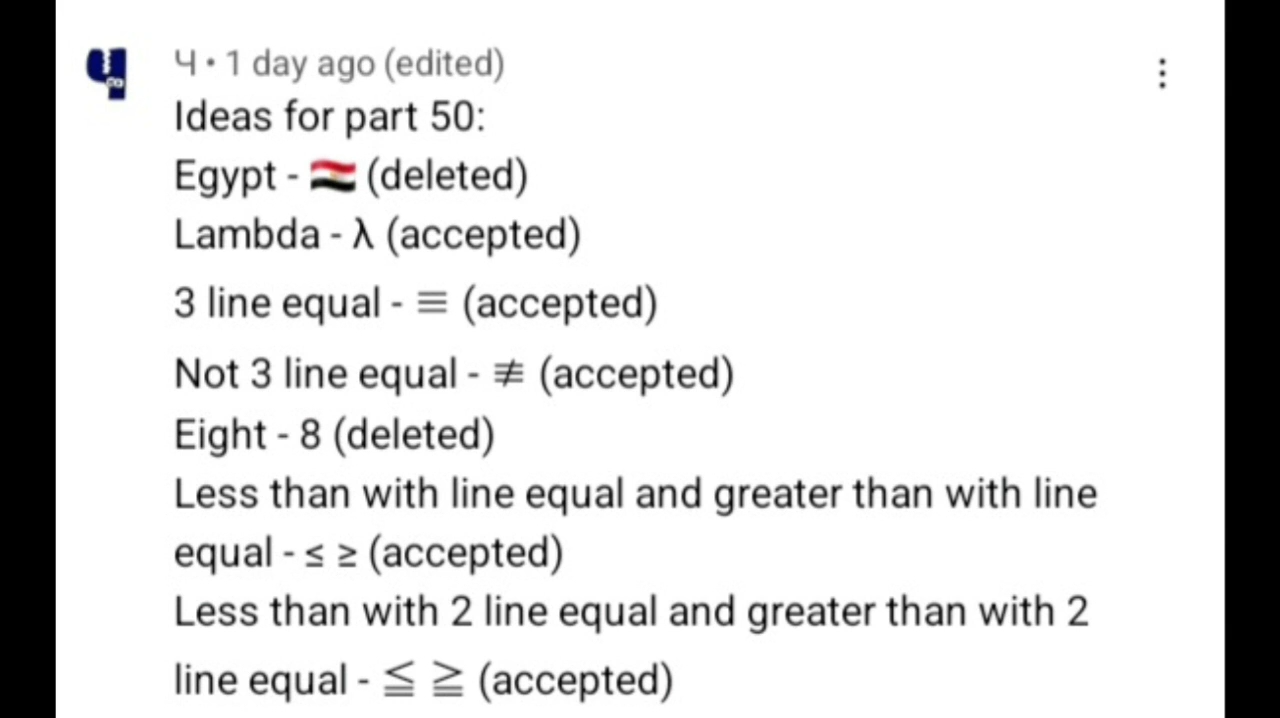 Ч • 1 day ago (edited)
Ideas for part 50:
Egypt - 🇪🇬 (deleted)
Lambda - λ (accepted)
3 line equal - ≡ (accepted)
Not 3 line equal - ≢ (accepted)
Eight - 8 (deleted)
Less than with line equal and greater than with line
equal - ≤ ≥ (accepted)
Less than with 2 line equal and greater than with 2
line equal - ≦ ≧ (accepted)